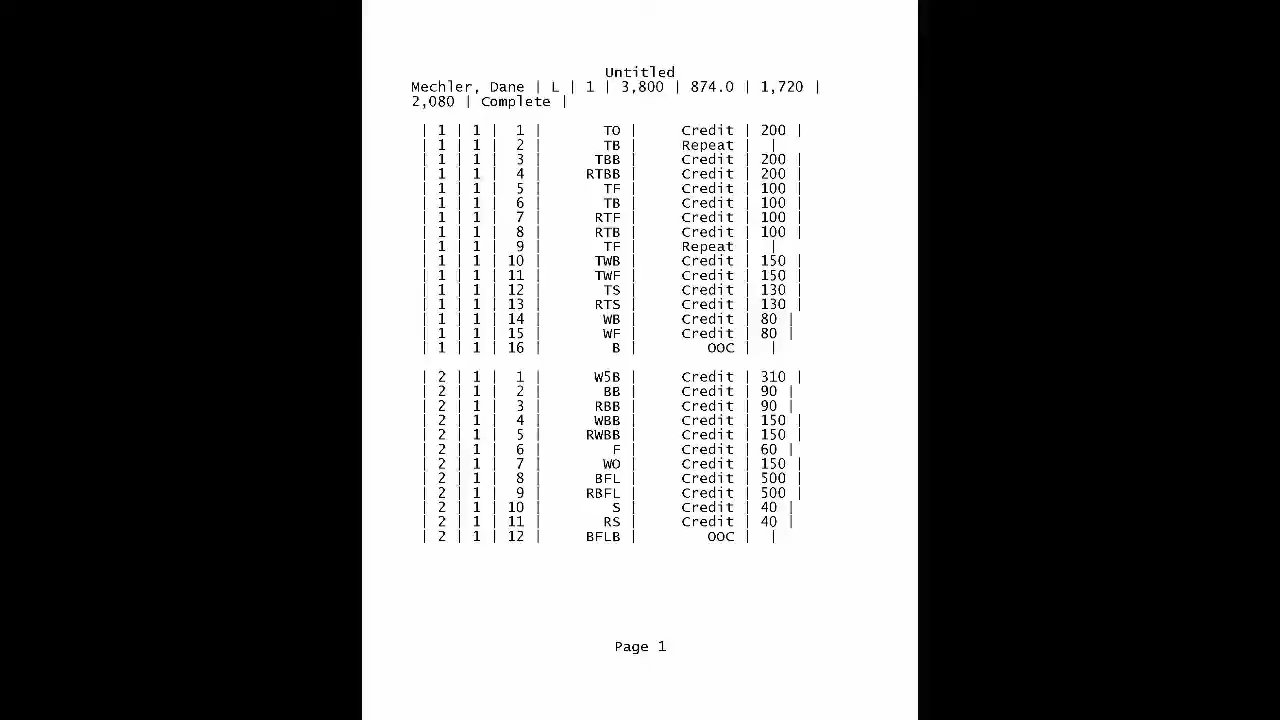 Untitled
Mechler, Dane | L | 1 | 3,800 | 874.0 | 1,720 |
2,080 | Complete |
| 1 | 1 | 1 | TO | Credit | 200 |
| 1 | 1 | 2 | TB | Repeat | |
| 1 | 1 | 3 | TBB | Credit | 200 |
| 1 | 1 | 4 | RTBB | Credit | 200 |
| 1 | 1 | 5 | TF | Credit | 100 |
| 1 | 1 | 6 | TB | Credit | 100 |
| 1 | 1 | 7 | RTF | Credit | 100 |
| 1 | 1 | 8 | RTB | Credit | 100 |
| 1 | 1 | 9 | TF | Repeat | |
| 1 | 1 | 10 | TWB | Credit | 150 |
| 1 | 1 | 11 | TWF | Credit | 150 |
| 1 | 1 | 12 | TS | Credit | 130 |
| 1 | 1 | 13 | RTS | Credit | 130 |
| 1 | 1 | 14 | WB | Credit | 80 |
| 1 | 1 | 15 | WF | Credit | 80 |
| 1 | 1 | 16 | B | OOC | |
| 2 | 1 | 1 | W5B | Credit | 310 |
| 2 | 1 | 2 | BB | Credit | 90 |
| 2 | 1 | 3 | RBB | Credit | 90 |
| 2 | 1 | 4 | WBB | Credit | 150 |
| 2 | 1 | 5 | RWBB | Credit | 150 |
| 2 | 1 | 6 | F | Credit | 60 |
| 2 | 1 | 7 | WO | Credit | 150 |
| 2 | 1 | 8 | BFL | Credit | 500 |
| 2 | 1 | 9 | RBFL | Credit | 500 |
| 2 | 1 | 10 | S | Credit | 40 |
| 2 | 1 | 11 | RS | Credit | 40 |
| 2 | 1 | 12 | BFLB | OOC | |
Page 1